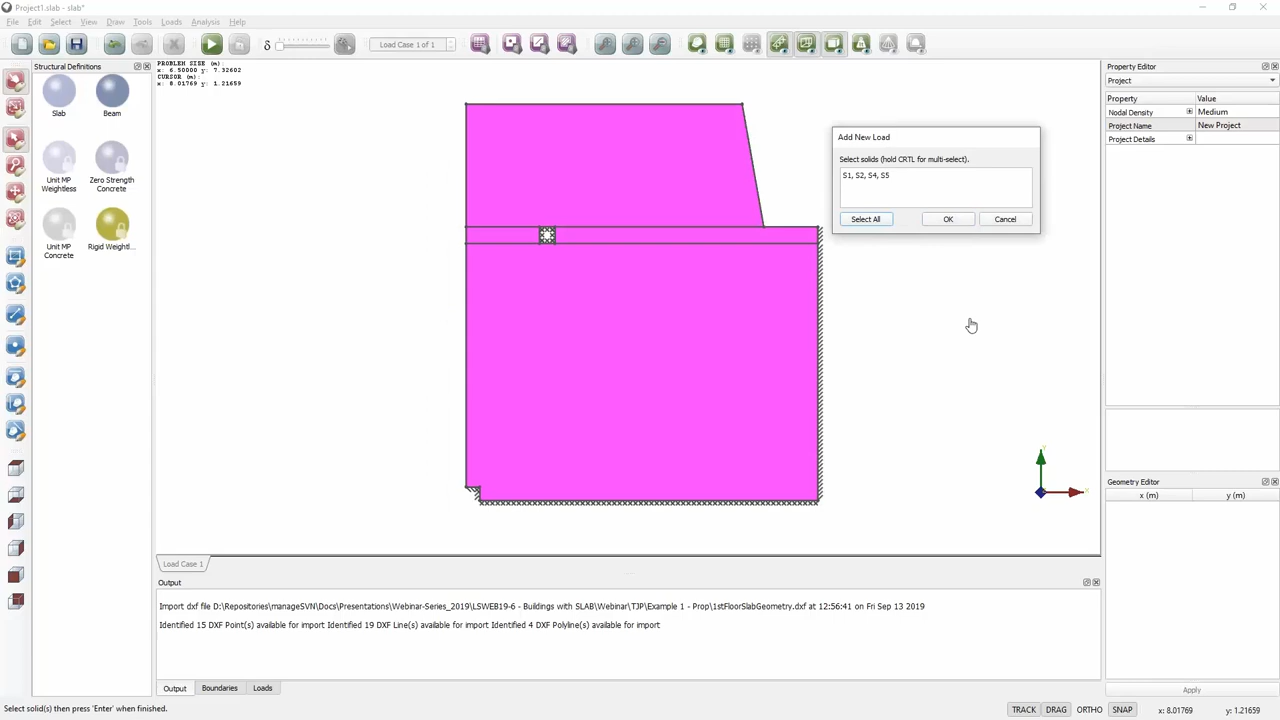 Project1.slab - slab*
File Edit Select View Draw Tools Loads Analysis Help
δ
Load Case 1 of 1
Structural Definitions
Slab
Beam
Unit MP Weightless
Zero Strength Concrete
Unit MP Concrete
Rigid Weightl...
PROBLEM SIZE (m):
x: 6.50000 y: 7.32602
CURSOR (m):
x: 8.01769 y: 1.21659
Add New Load
Select solids (hold CRTL for multi-select).
S1, S2, S4, S5
Select All
OK
Cancel
Property Editor
Project
Property Value
Nodal Density Medium
Project Name New Project
Project Details
Geometry Editor
x (m) y (m)
Apply
Load Case 1
Output
Import dxf file D:\Repositories\manageSVN\Docs\Presentations\Webinar-Series_2019\LSWEB19-6 - Buildings with SLAB\Webinar\TJP\Example 1 - Prop\1stFloorSlabGeometry.dxf at 12:56:41 on Fri Sep 13 2019
Identified 15 DXF Point(s) available for import Identified 19 DXF Line(s) available for import Identified 4 DXF Polyline(s) available for import
Output Boundaries Loads
Select solid(s) then press 'Enter' when finished.
TRACK DRAG ORTHO SNAP x: 8.01769 y: 1.21659